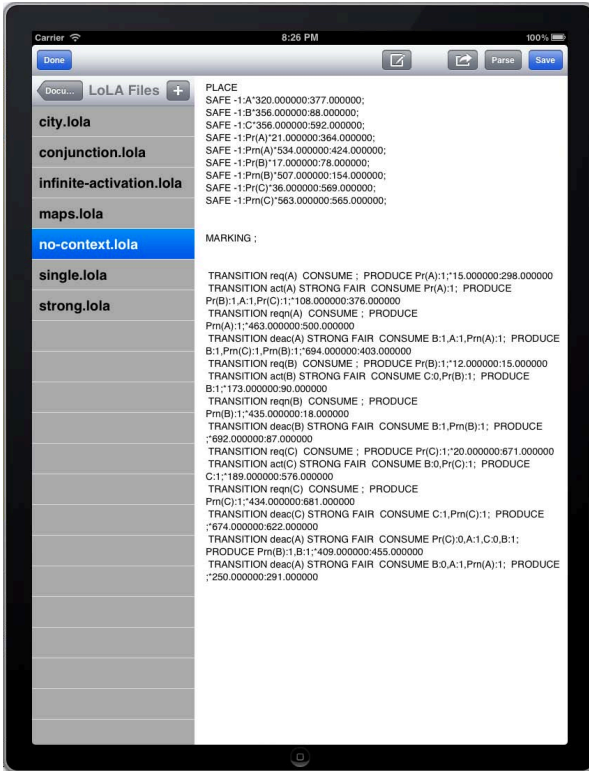 Carrier 8:26 PM 100%
Done Parse Save
Docu... LoLA Files +
city.lola
conjunction.lola
infinite-activation.lola
maps.lola
no-context.lola
single.lola
strong.lola
PLACE
SAFE -1:A*320.000000:377.000000;
SAFE -1:B*356.000000:88.000000;
SAFE -1:C*356.000000:592.000000;
SAFE -1:Pr(A)*21.000000:364.000000;
SAFE -1:Prn(A)*534.000000:424.000000;
SAFE -1:Pr(B)*17.000000:78.000000;
SAFE -1:Prn(B)*507.000000:154.000000;
SAFE -1:Pr(C)*36.000000:569.000000;
SAFE -1:Prn(C)*563.000000:565.000000;
MARKING ;
TRANSITION req(A) CONSUME ; PRODUCE Pr(A):1;*15.000000:298.000000
TRANSITION act(A) STRONG FAIR CONSUME Pr(A):1; PRODUCE
Pr(B):1,A:1,Pr(C):1;*108.000000:376.000000
TRANSITION reqn(A) CONSUME ; PRODUCE
Prn(A):1;*463.000000:500.000000
TRANSITION deac(A) STRONG FAIR CONSUME B:1,A:1,Prn(A):1; PRODUCE
B:1,Prn(C):1,Prn(B):1;*694.000000:403.000000
TRANSITION req(B) CONSUME ; PRODUCE Pr(B):1;*12.000000:15.000000
TRANSITION act(B) STRONG FAIR CONSUME C:0,Pr(B):1; PRODUCE
B:1;*173.000000:90.000000
TRANSITION reqn(B) CONSUME ; PRODUCE
Prn(B):1;*435.000000:18.000000
TRANSITION deac(B) STRONG FAIR CONSUME B:1,Prn(B):1; PRODUCE
;*692.000000:87.000000
TRANSITION req(C) CONSUME ; PRODUCE Pr(C):1;*20.000000:671.000000
TRANSITION act(C) STRONG FAIR CONSUME B:0,Pr(C):1; PRODUCE
C:1;*189.000000:576.000000
TRANSITION reqn(C) CONSUME ; PRODUCE
Prn(C):1;*434.000000:681.000000
TRANSITION deac(C) STRONG FAIR CONSUME C:1,Prn(C):1; PRODUCE
;*674.000000:622.000000
TRANSITION deac(A) STRONG FAIR CONSUME Pr(C):0,A:1,C:0,B:1;
PRODUCE Prn(B):1,B:1;*409.000000:455.000000
TRANSITION deac(A) STRONG FAIR CONSUME B:0,A:1,Prn(A):1; PRODUCE
;*250.000000:291.000000